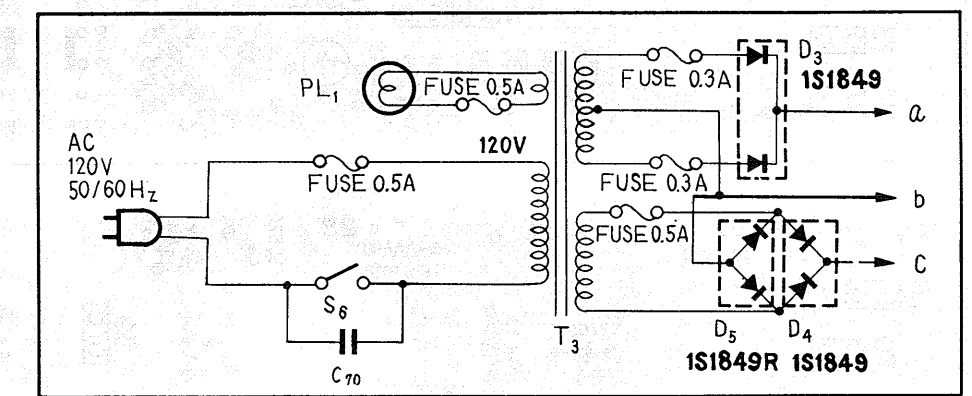 PL₁
FUSE 0.5A
FUSE 0.3A
D₃
1S1849
a
AC
120V
50/60Hz
120V
FUSE 0.5A
FUSE 0.3A
b
FUSE 0.5A
C
S₆
C₇₀
T₃
D₅
D₄
1S1849R
1S1849